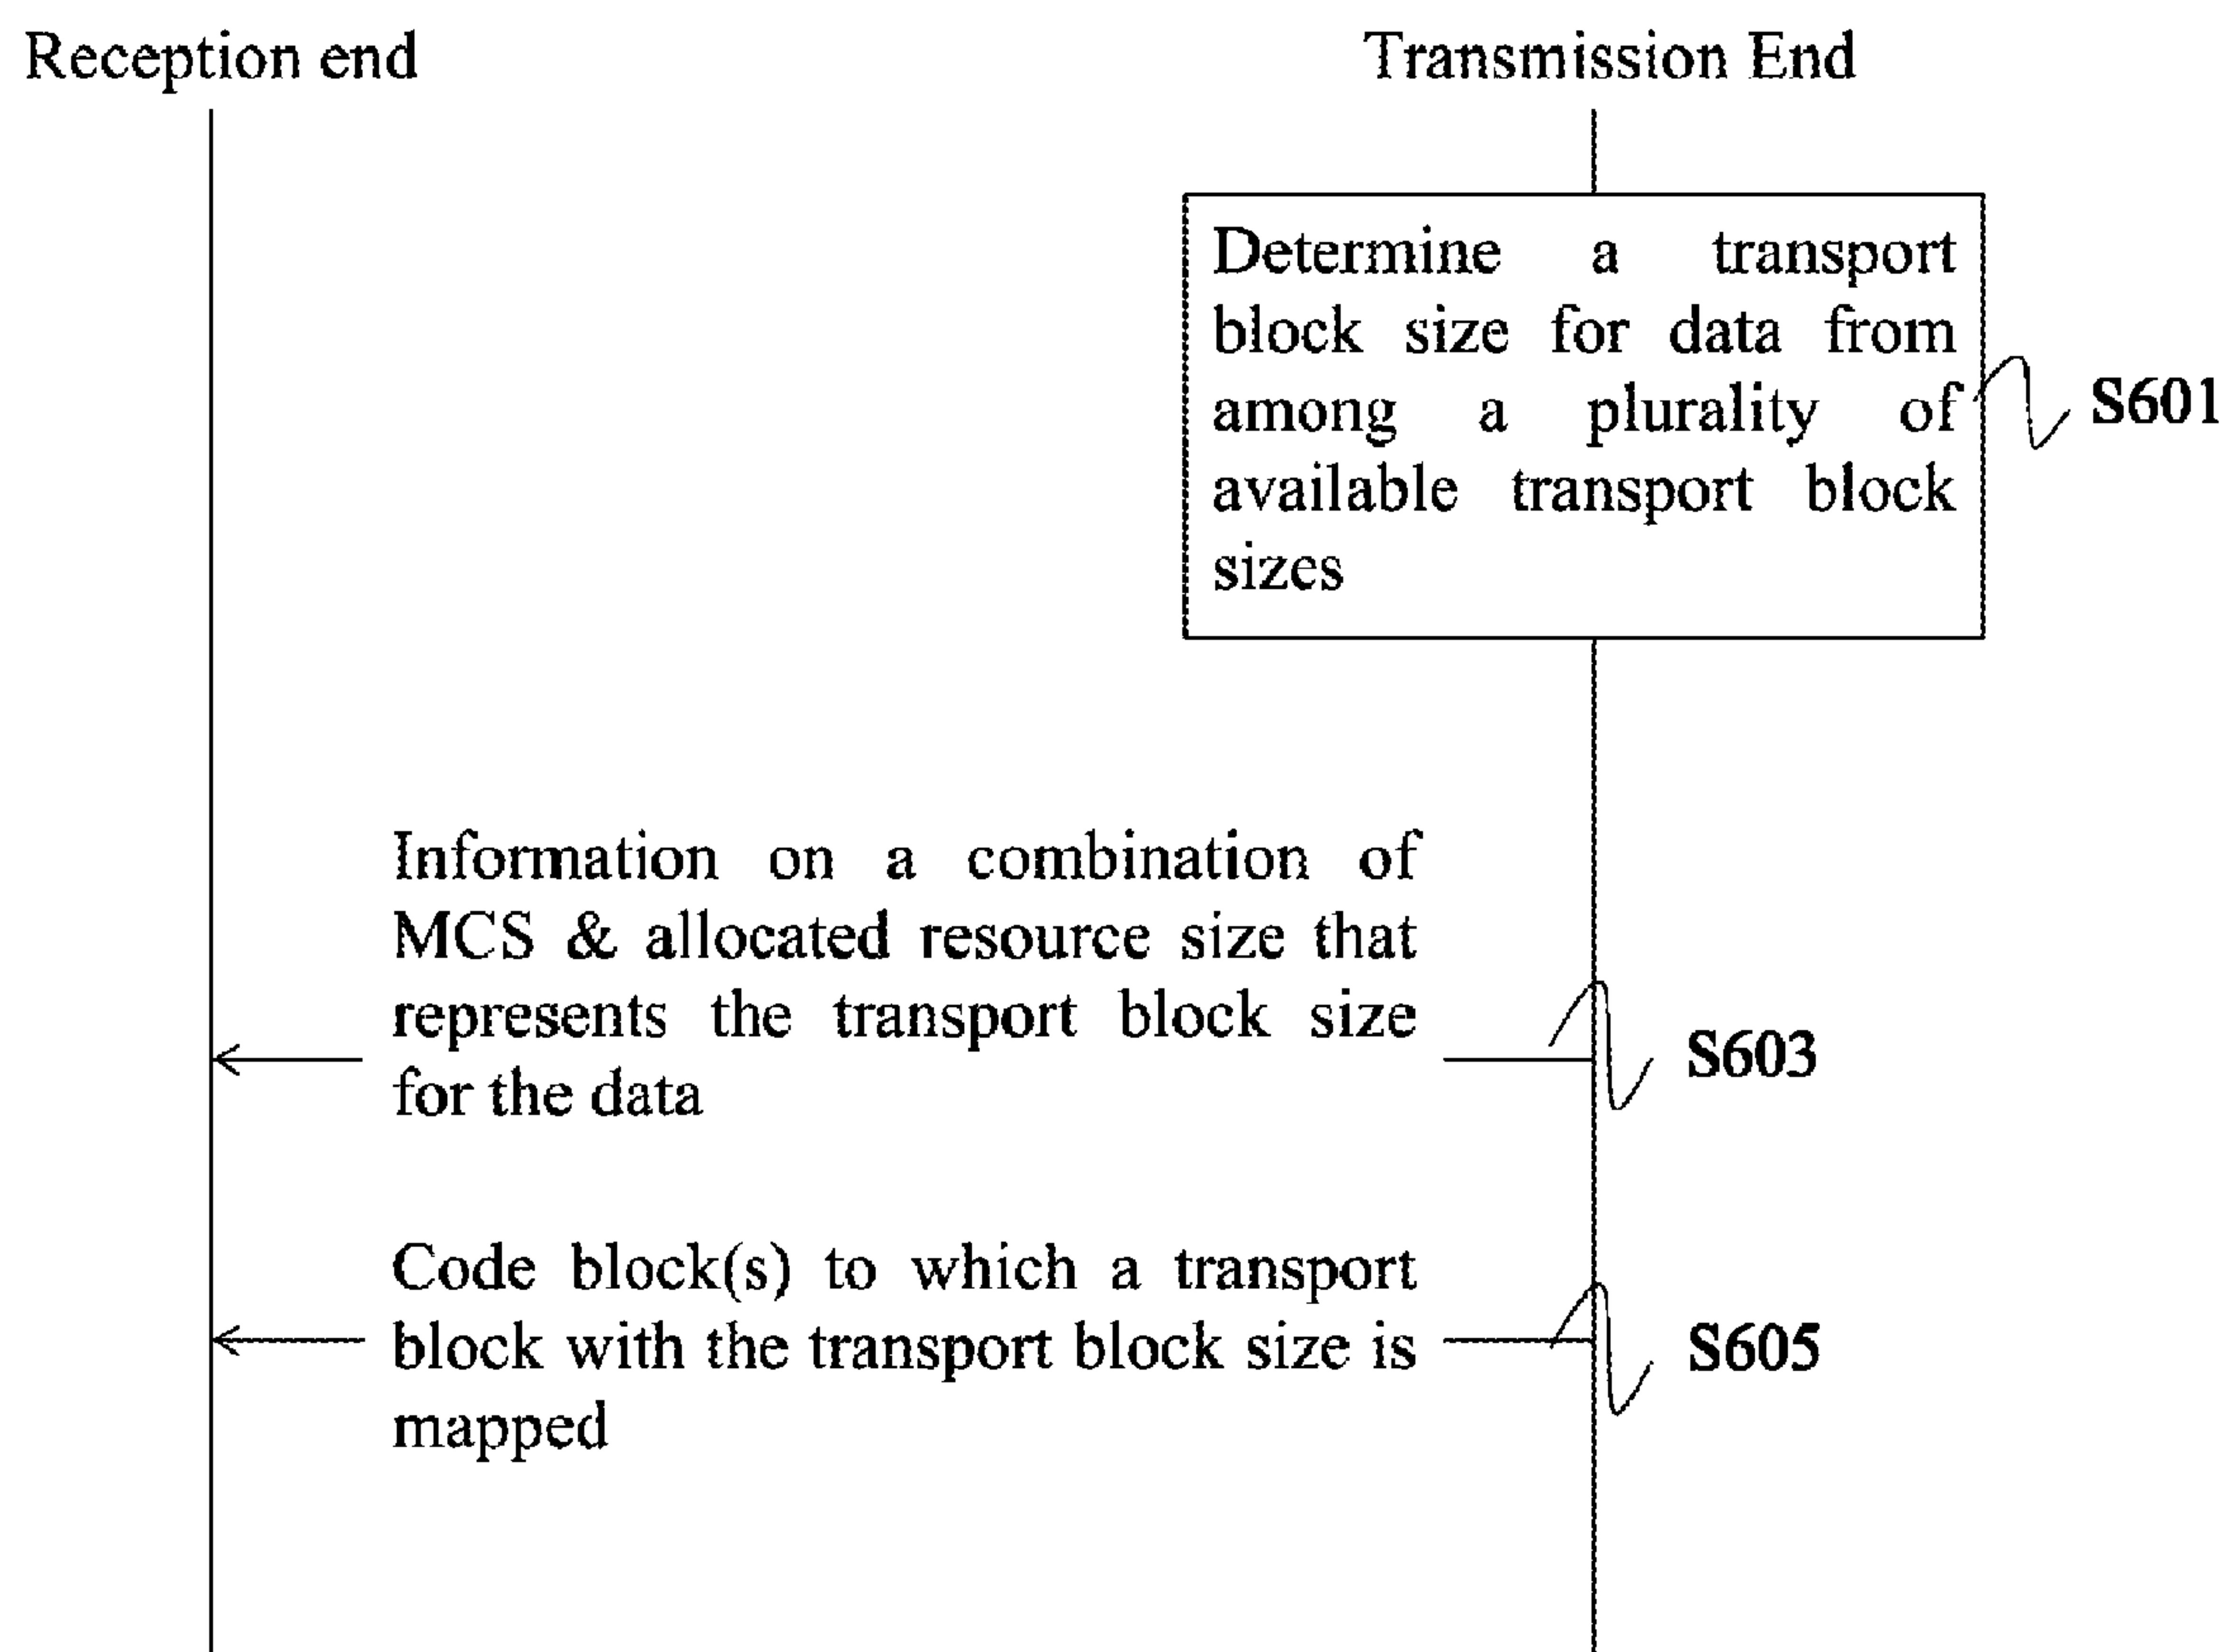 Reception end
Transmission End
Determine a transport
block size for data from
among a plurality of
available transport block
sizes
S601
Information on a combination of
MCS & allocated resource size that
represents the transport block size
for the data
S603
Code block(s) to which a transport
block with the transport block size is
mapped
S605